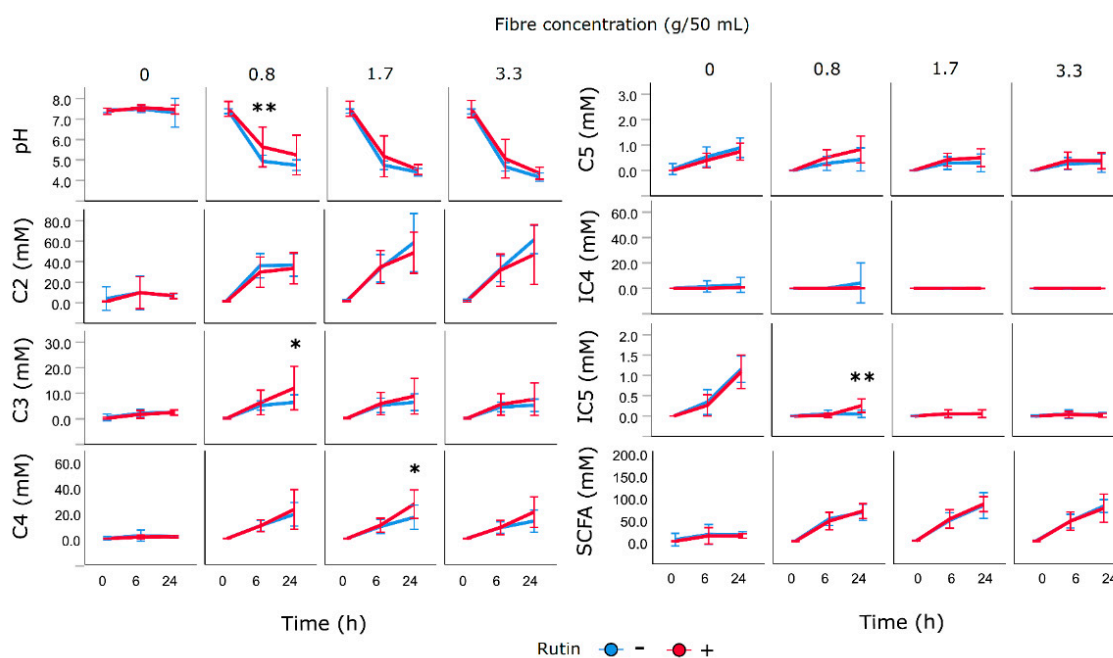 Fibre concentration (g/50 mL)
0 0.8 1.7 3.3
pH
8.0
6.0
5.0
4.0
**
C2 (mM)
80.0
60.0
40.0
20.0
0.0
C3 (mM)
30.0
20.0
10.0
0.0
*
C4 (mM)
60.0
40.0
20.0
0.0
*
0 6 24 0 6 24 0 6 24 0 6 24
Time (h)
0 0.8 1.7 3.3
C5 (mM)
3.0
2.0
1.0
0.0
IC4 (mM)
60.0
40.0
20.0
0.0
IC5 (mM)
2.0
1.5
1.0
0.5
0.0
**
SCFA (mM)
200.0
150.0
100.0
50.0
0.0
0 6 24 0 6 24 0 6 24 0 6 24
Time (h)
Rutin - +